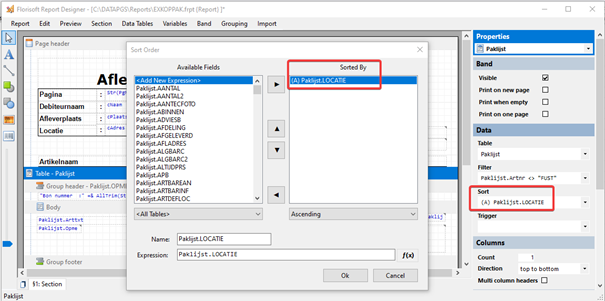 Florisoft Report Designer - C:\DATAPGS\EXKOPPAK.frpt (Report) ]*
Report Edit Preview Section Data Tables Section Variables Band Grouping Import
Page header
Afle
Pagina
Debiteurnaam : cNaam
Afleverplaats : cPlaats
Locatie : cAdres
Artikelnaam
Table - Paklijst
Group header - Paklijst.OPM
"Bon nummer :"+ AllTrim(St
Body
Paklijst.Arttxt
Paklijst.Opme
Group footer
§1: Section
Paklijst
Sort Order
Available Fields
<Add New Expression>
Paklijst.AANTAL
Paklijst.AANTAL2
Paklijst.AANTECFOTO
Paklijst.ABINNEN
Paklijst.ADVIESB
Paklijst.AFDELING
Paklijst.AFGELEVERD
Paklijst.AFLADRES
Paklijst.ALGBARC
Paklijst.ALGBARC2
Paklijst.ALTIJDPRS
Paklijst.APB
Paklijst.ARTBAREAN
Paklijst.ARTBARINF
Paklijst.ARTDEFLOC
<All Tables>
Sorted By
(A) Paklijst.LOCATIE
Ascending
Name: Paklijst.LOCATIE
Expression: Paklijst.LOCATIE f(x)
Ok Cancel
Paklij
Properties
Paklijst
Band
Visible
Print on new page
Print when empty
Print on one page
Data
Table
Paklijst
Filter
Paklijst.Artnr <> "FUST"
Sort
(A) Paklijst.LOCATIE
Trigger
Columns
Count 1
Direction top to bottom
Multi column headers